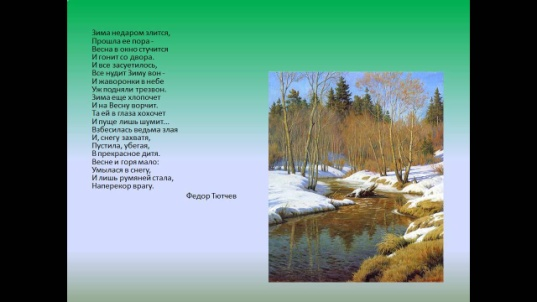 Зима недаром злится,
Прошла ее пора -
Весна в окно стучится
И гонит со двора.
И все засуетилось,
Все нудит Зиму вон -
И жаворонки в небе
Уж подняли трезвон.
Зима еще хлопочет
И на Весну ворчит.
Та ей в глаза хохочет
И пуще лишь шумит...
Взбесилась ведьма злая
И, снегу захватя,
Пустила, убегая,
В прекрасное дитя.
Весне и горя мало:
Умылася в снегу,
И лишь румяней стала,
Наперекор врагу.
Федор Тютчев